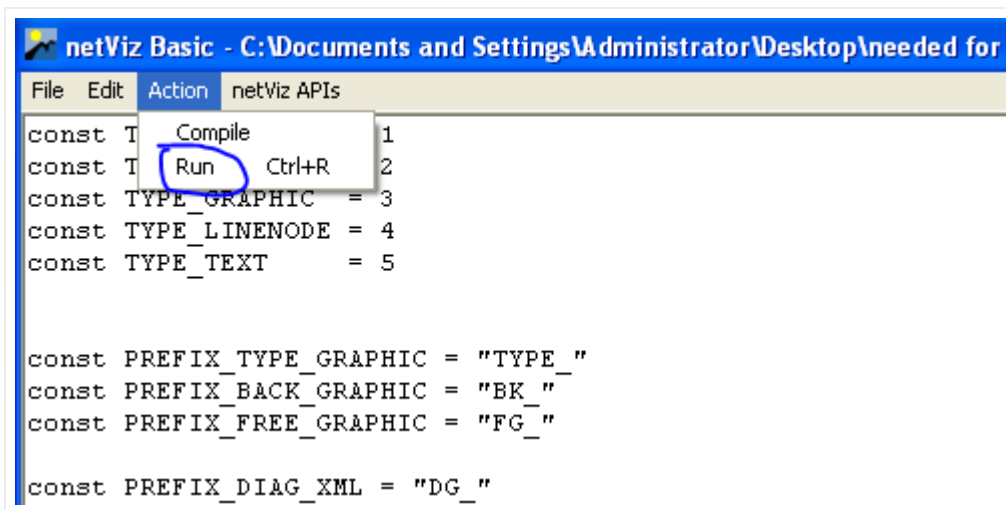 netViz Basic - C:\Documents and Settings\Administrator\Desktop\needed for
File Edit Action netViz APIs
const T Compile 1
const T Run Ctrl+R 2
const TYPE_GRAPHIC = 3
const TYPE_LINENODE = 4
const TYPE_TEXT = 5
const PREFIX_TYPE_GRAPHIC = "TYPE_"
const PREFIX_BACK_GRAPHIC = "BK_"
const PREFIX_FREE_GRAPHIC = "FG_"
const PREFIX_DIAG_XML = "DG_"